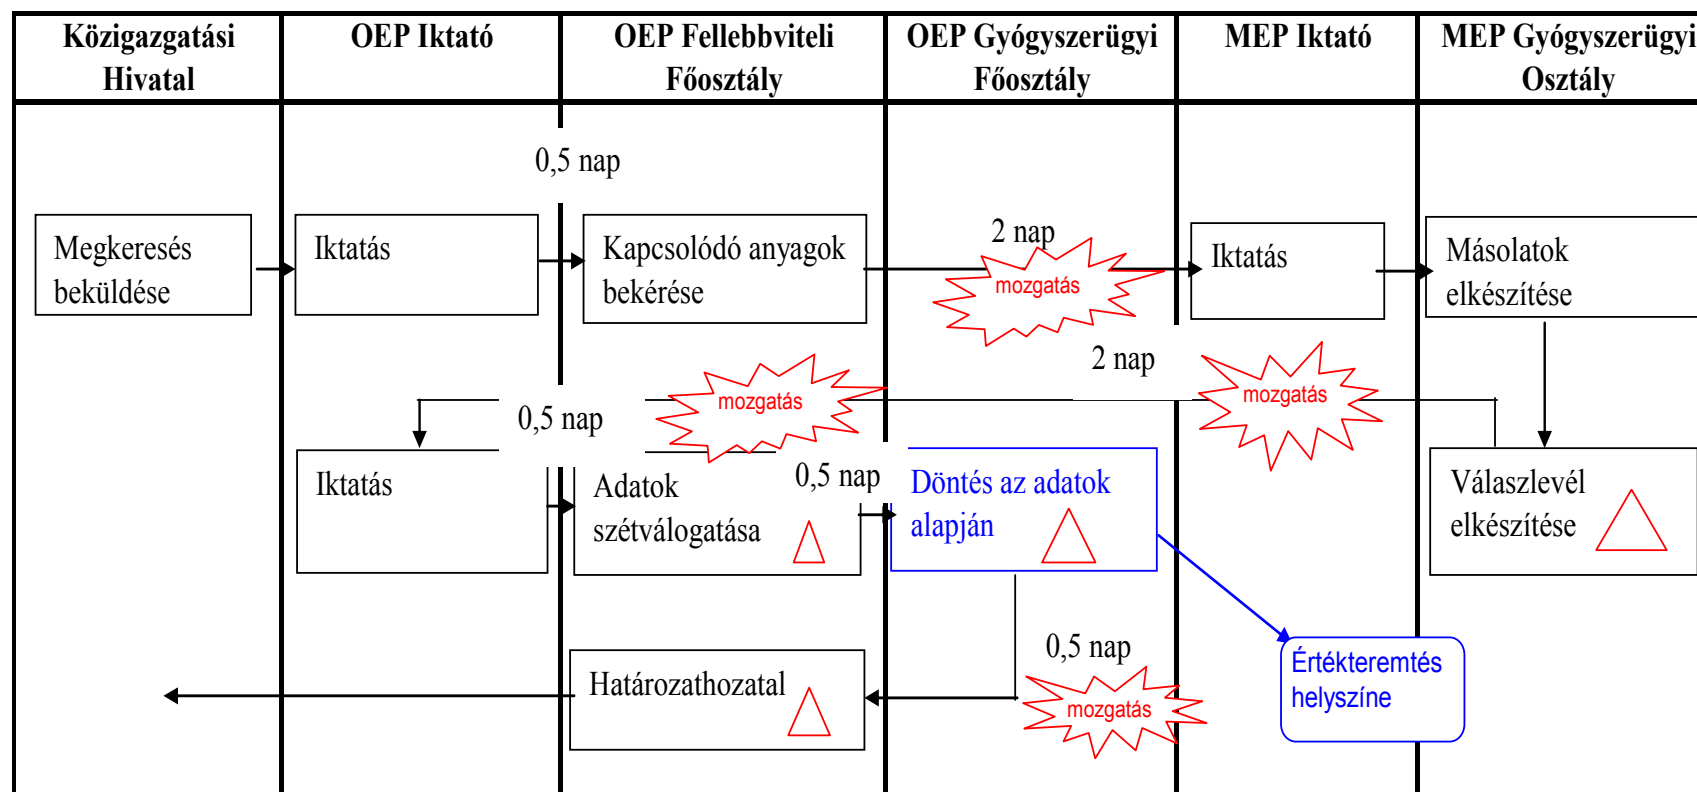 Közigazgatási
Hivatal
OEP Iktató
OEP Fellebbviteli
Főosztály
OEP Gyógyszerügyi
Főosztály
MEP Iktató
MEP Gyógyszerügyi
Osztály
0,5 nap
Megkeresés
beküldése
Iktatás
Kapcsolódó anyagok
bekérése
2 nap
mozgatás
Iktatás
Másolatok
elkészítése
2 nap
mozgatás
mozgatás
0,5 nap
Iktatás
Adatok
szétválogatása
0,5 nap
Döntés az adatok
alapján
Válaszlevél
elkészítése
Határozathozatal
0,5 nap
mozgatás
Értékteremtés
helyszíne